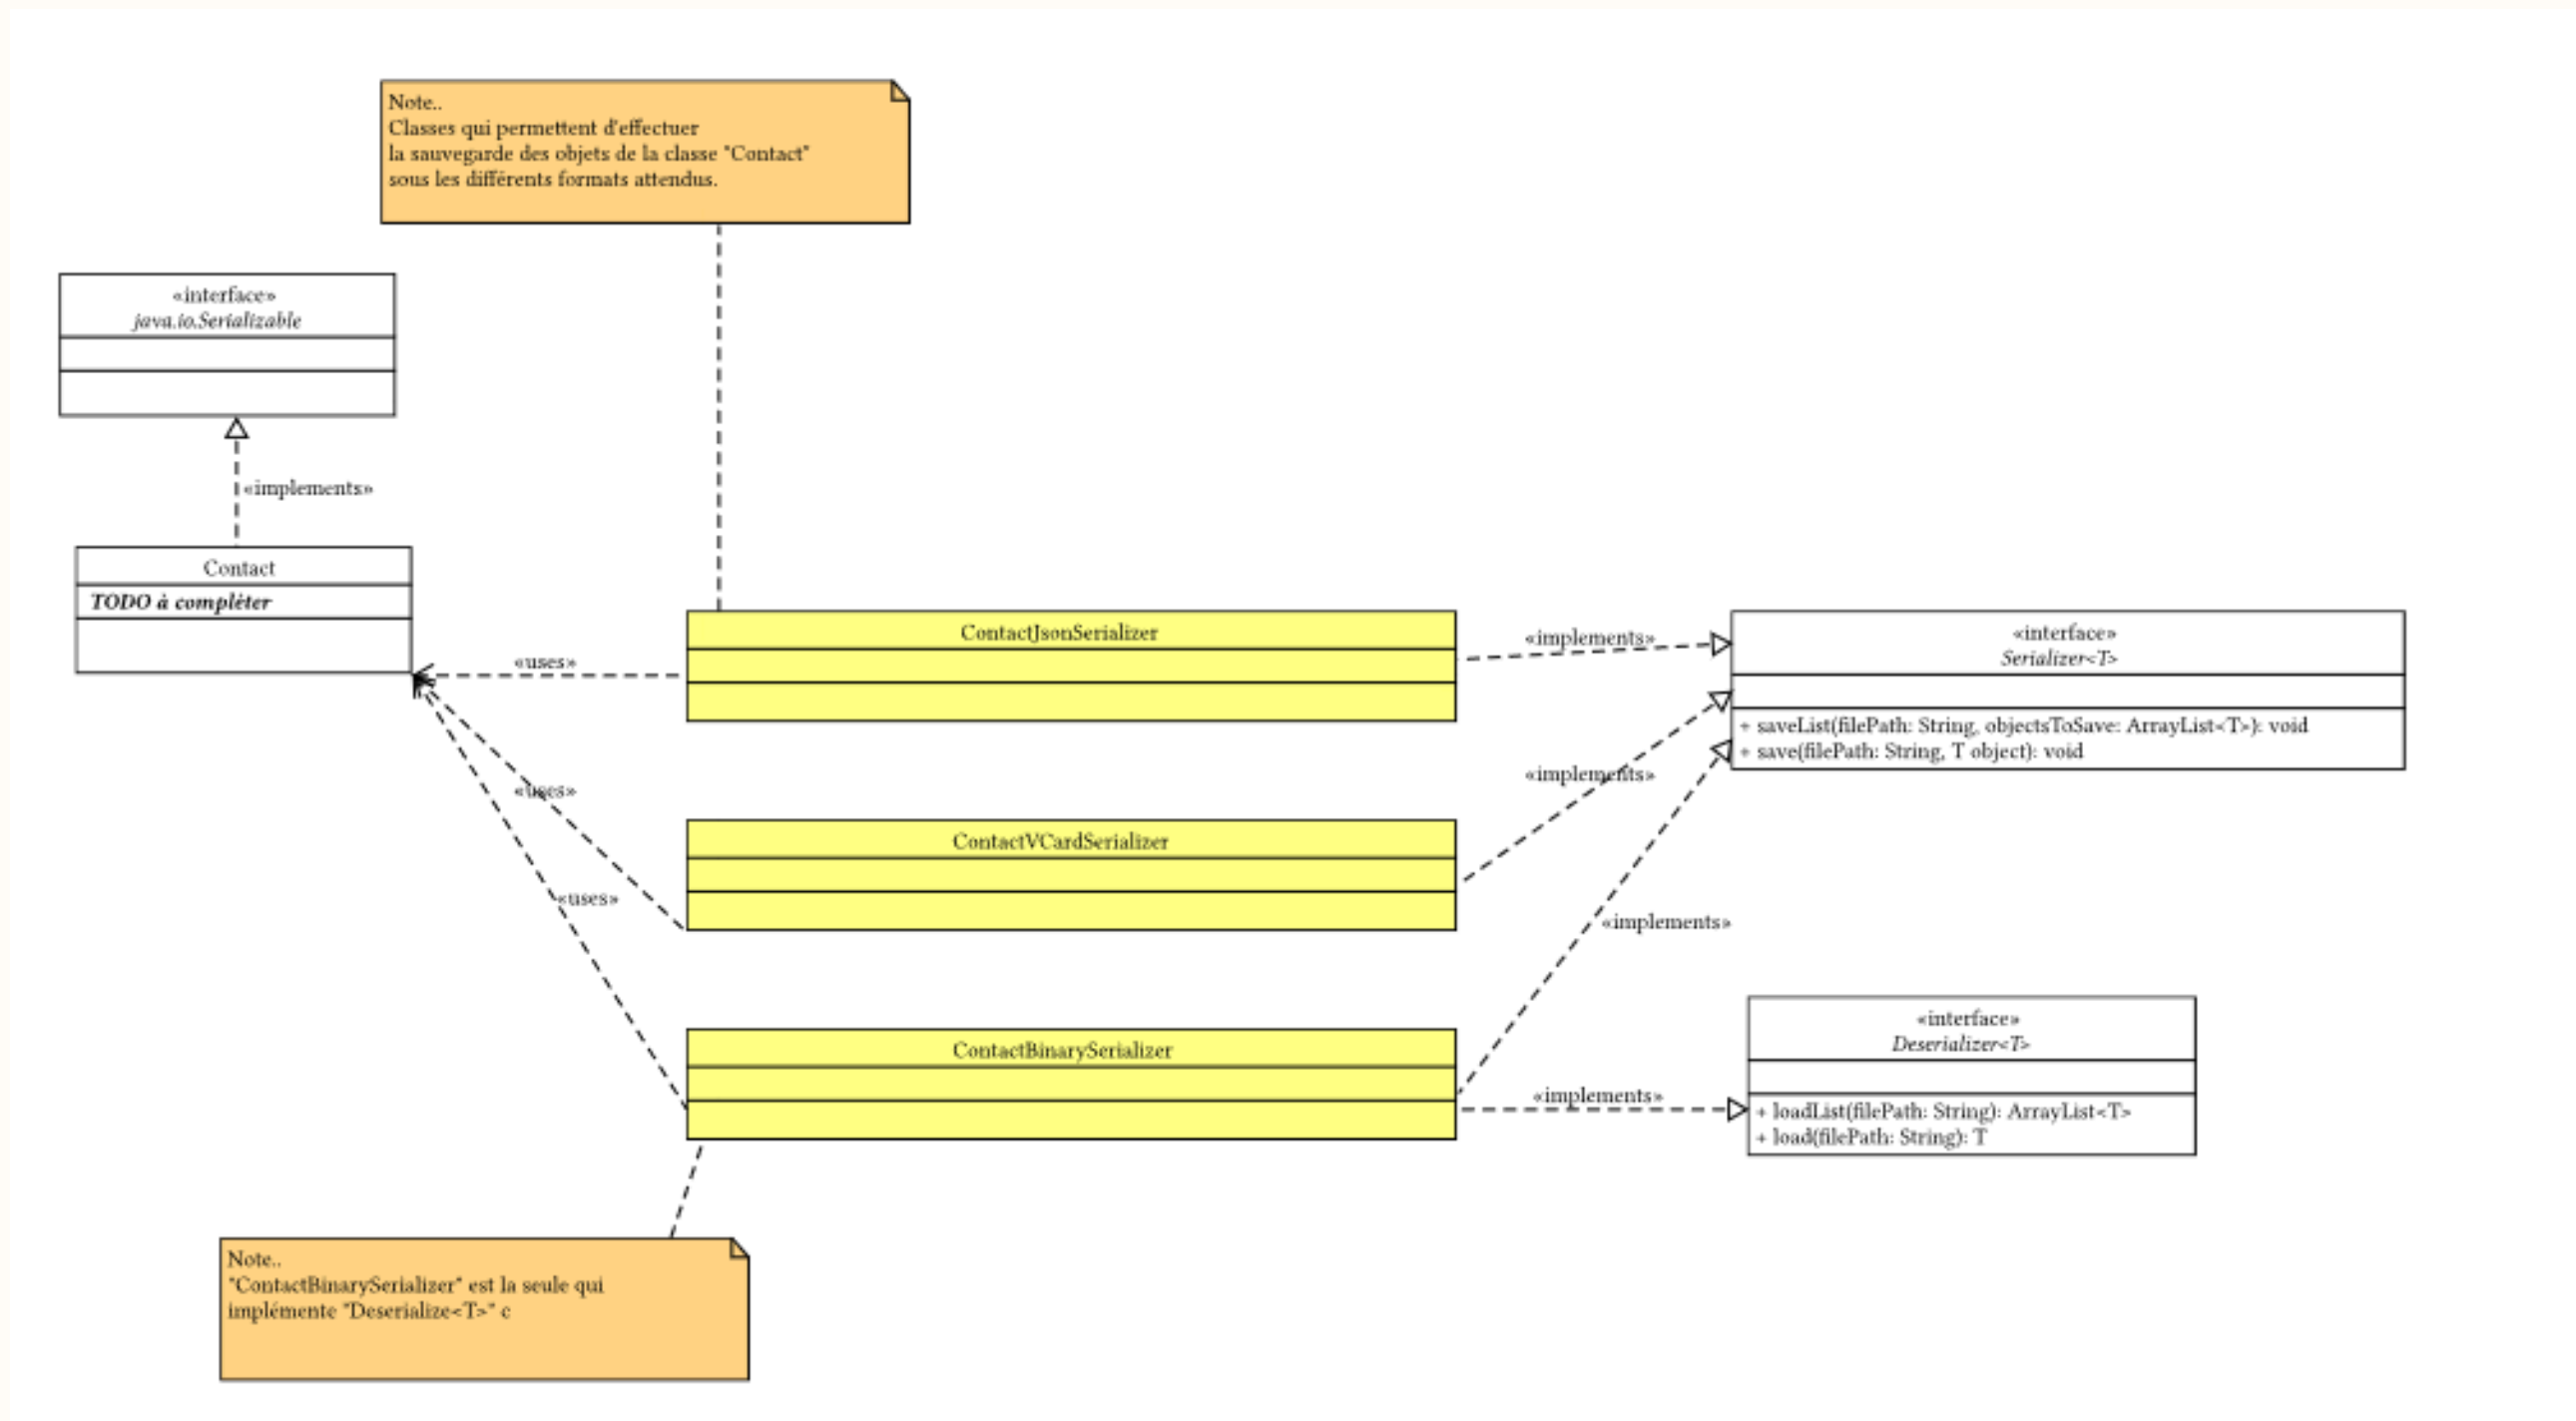 Note..
Classes qui permettent d'effectuer
la sauvegarde des objets de la classe "Contact"
sous les différents formats attendus.
«interface»
java.io.Serializable
«implements»
Contact
TODO à compléter
«uses»
ContactJsonSerializer
«implements»
«interface»
Serializer<T>
+ saveList(filePath: String, objectsToSave: ArrayList<T>): void
+ save(filePath: String, T object): void
«uses»
ContactVCardSerializer
«implements»
«uses»
«implements»
ContactBinarySerializer
«implements»
«interface»
Deserializer<T>
+ loadList(filePath: String): ArrayList<T>
+ load(filePath: String): T
Note..
"ContactBinarySerializer" est la seule qui
implémente "Deserialize<T>" c